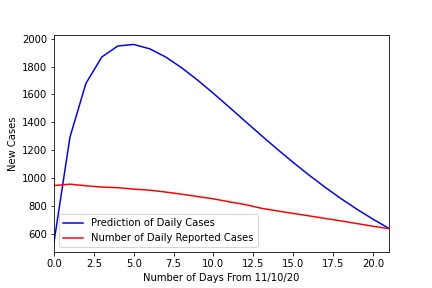 2000
1800
1600
1400
1200
1000
800
600
New Cases
Prediction of Daily Cases
Number of Daily Reported Cases
0.0 2.5 5.0 7.5 10.0 12.5 15.0 17.5 20.0
Number of Days From 11/10/20